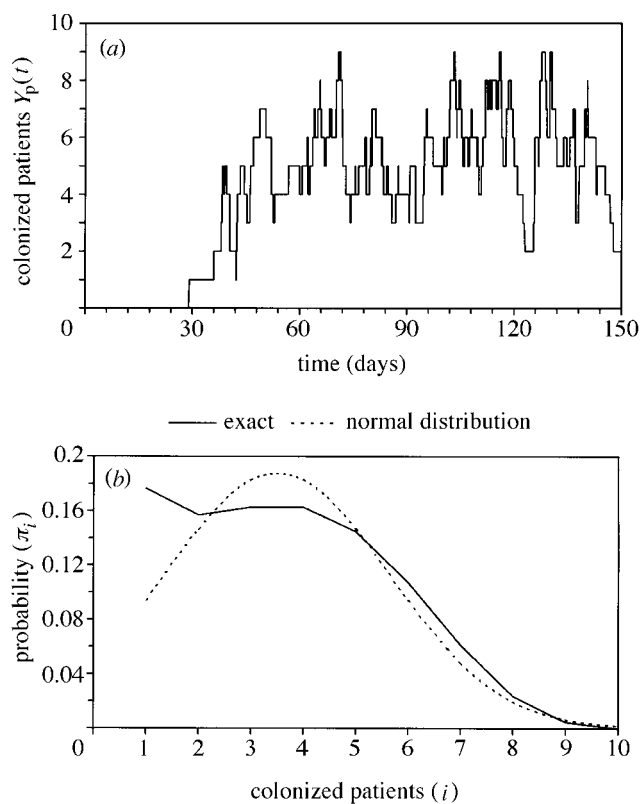 (a)
colonized patients Yp(t)
10
8
6
4
2
0
30
60
90
120
150
time (days)
exact
normal distribution
(b)
probability (πi)
0.2
0.16
0.12
0.08
0.04
0
1 2 3 4 5 6 7 8 9 10
colonized patients (i)